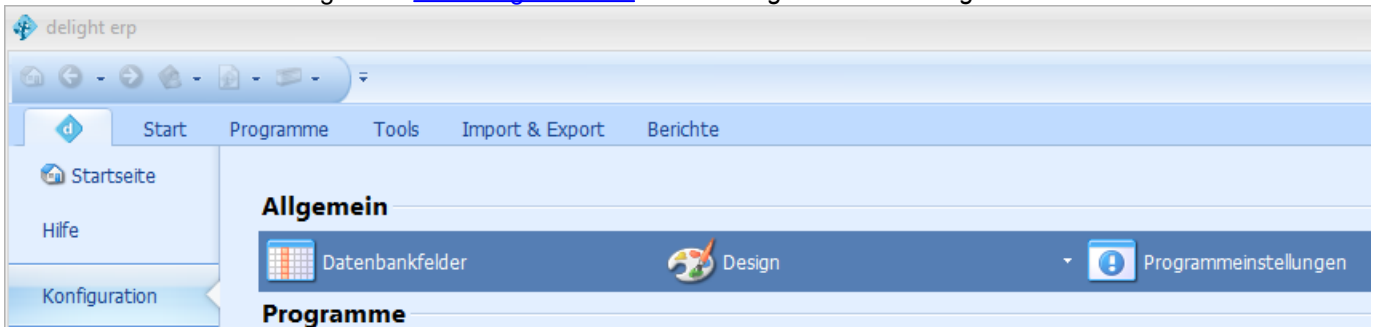 delight erp
d Start Programme Tools Import & Export Berichte
Startseite
Allgemein
Hilfe
Datenbankfelder Design Programmeinstellungen
Konfiguration
Programme